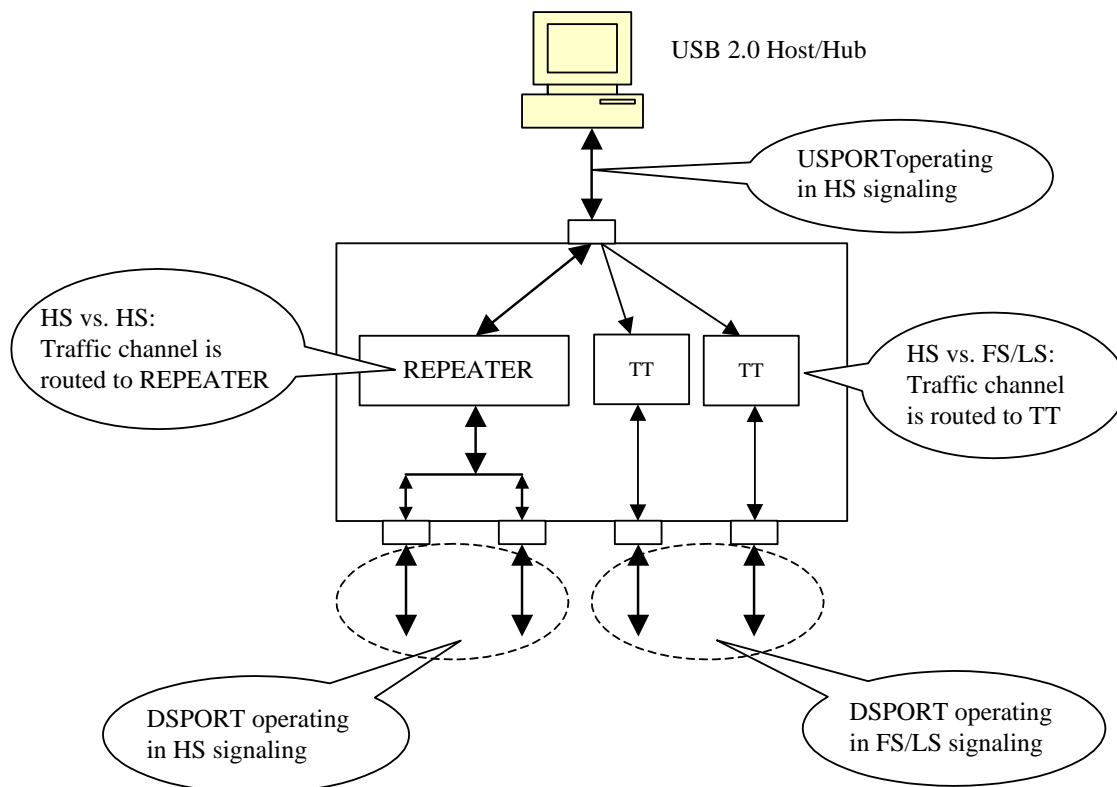 USB 2.0 Host/Hub
USPORToperating
in HS signaling
HS vs. HS:
Traffic channel is
routed to REPEATER
REPEATER
TT
TT
HS vs. FS/LS:
Traffic channel
is routed to TT
DSPORT operating
in HS signaling
DSPORT operating
in FS/LS signaling